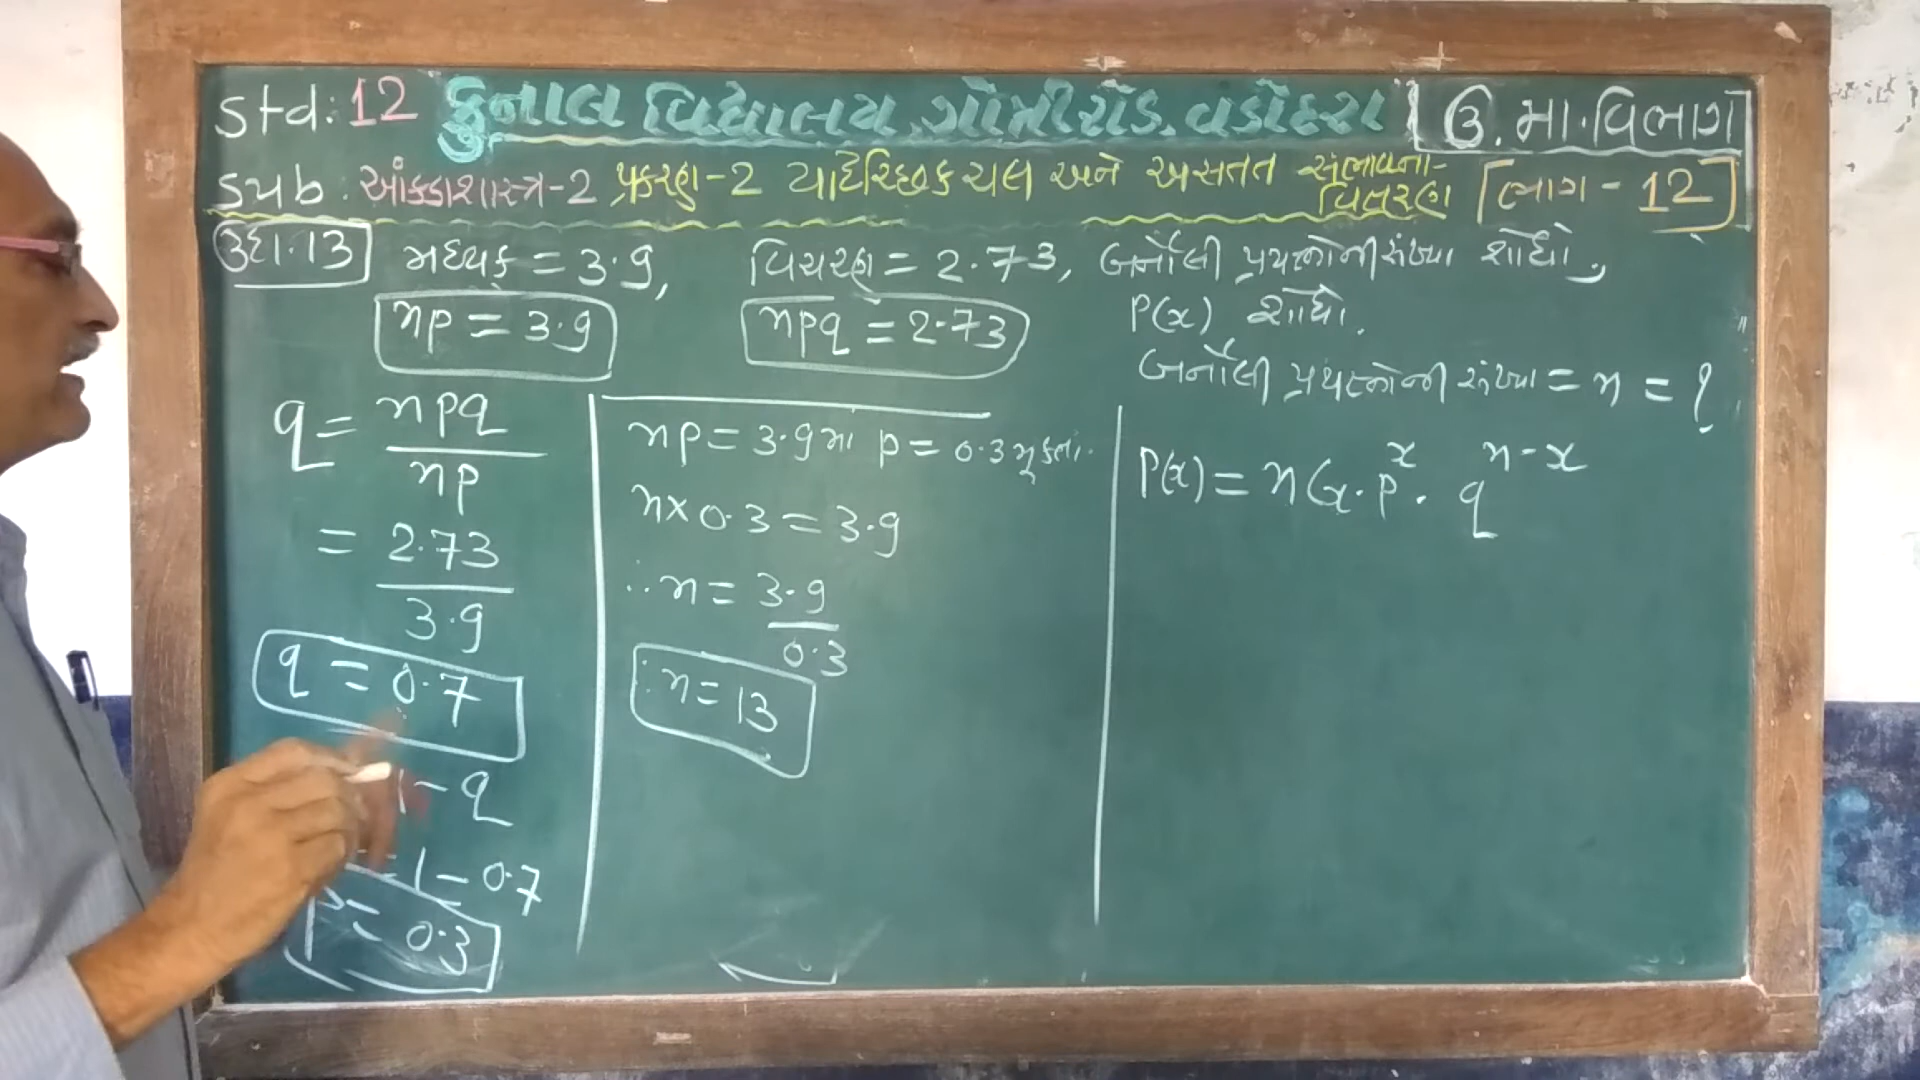 Std: 12 કુનાલ વિદ્યાલય, ગોત્રીરોડ, વડોદરા ઉ.મા.વિભાગ
Sub. આંકડાશાસ્ત્ર-2 પ્રકરણ-2 યાદચ્છિક ચલ અને અસતત સંભાવના-વિતરણ [ભાગ - 12]
ઉદા.13 મધ્યક = 3.9, વિચરણ = 2.73, બર્નોલી પ્રયત્નોની સંખ્યા શોધો,
np = 3.9 npq = 2.73 P(x) શોધો.
બર્નોલી પ્રયત્નોની સંખ્યા = n = ?
q = npq / np
= 2.73 / 3.9
q = 0.7
1 - q
= 1 - 0.7
P = 0.3
np = 3.9 માં p = 0.3 મૂકતાં.
n x 0.3 = 3.9
∴ n = 3.9 / 0.3
∴ n = 13
P(x) = nCx . p^x . q^n-x